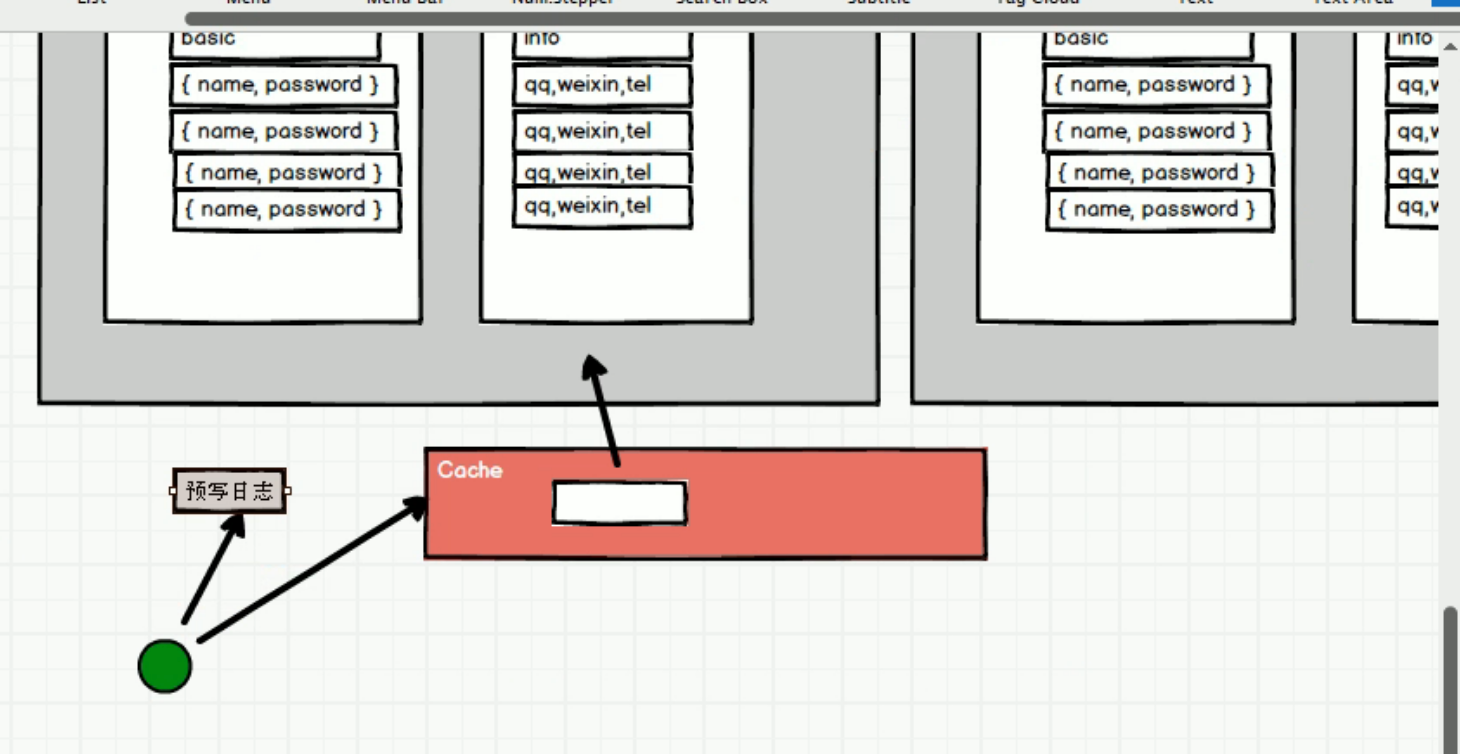 List Menu Menu Bar Num.Stepper Search Box Subtitle Tag Cloud Text Text Area
basic
{ name, password }
{ name, password }
{ name, password }
{ name, password }
info
qq,weixin,tel
qq,weixin,tel
qq,weixin,tel
qq,weixin,tel
basic
{ name, password }
{ name, password }
{ name, password }
{ name, password }
info
qq,w
qq,w
qq,w
qq,w
Cache
预写日志